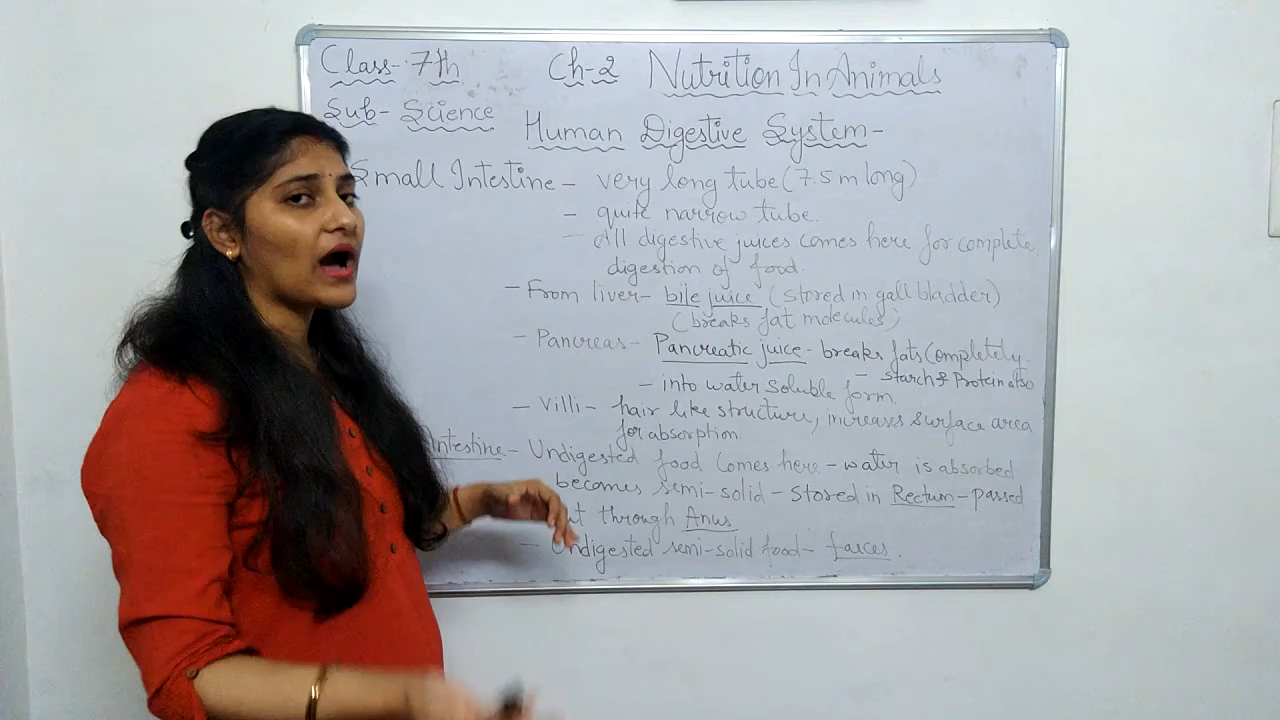 Class-7th Ch-2 Nutrition In Animals
Sub- Science
Human Digestive System-
Small Intestine - very long tube (7.5 m long)
- quite narrow tube.
- All digestive juices comes here for complete
digestion of food.
- From liver- bile juice (stored in gall bladder)
(breaks fat molecules)
- Pancreas- Pancreatic juice- breaks fats completely.
- starch & Protein also
- into water soluble form.
- Villi- hair like structure, increases surface area
for absorption.
Intestine- Undigested food comes here - water is absorbed
becomes semi-solid - stored in Rectum - passed
ut through Anus.
- Undigested semi-solid food- faeces.